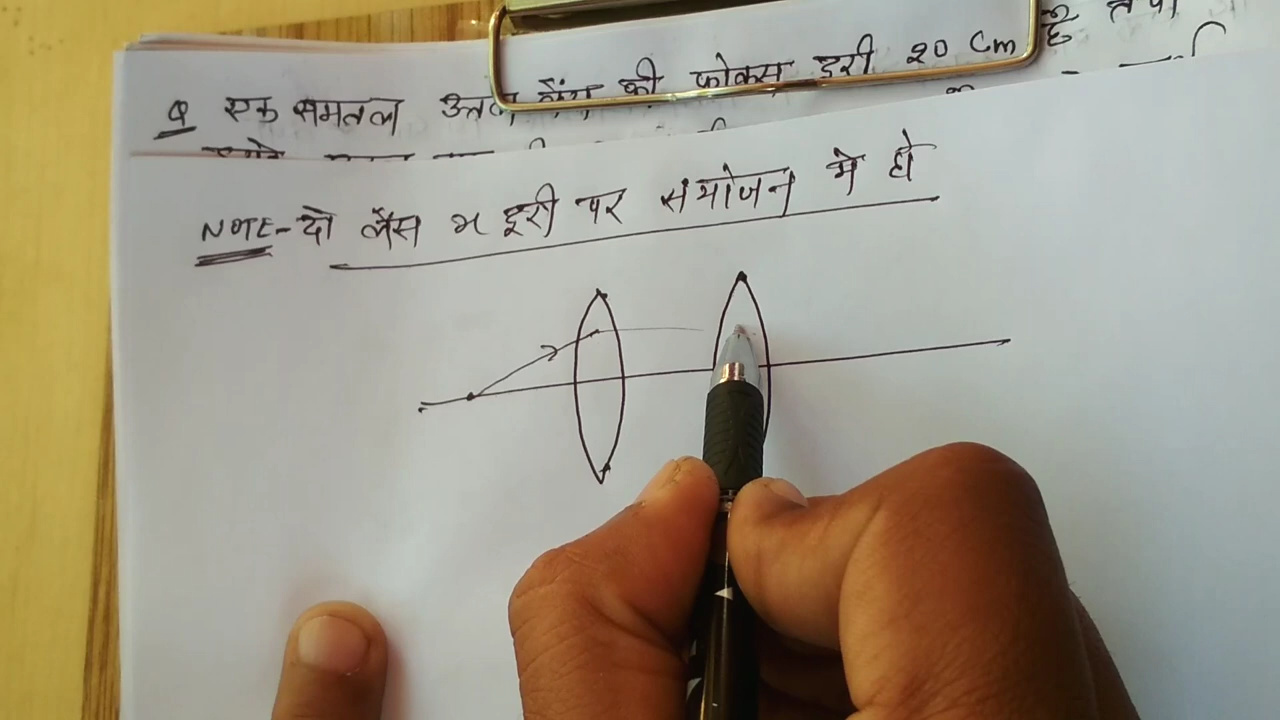 Q एक समतल उत्तल लैंस की फोकस दूरी 20 Cm है तथा
NOTE- दो लैंस x दूरी पर संयोजन मे हो